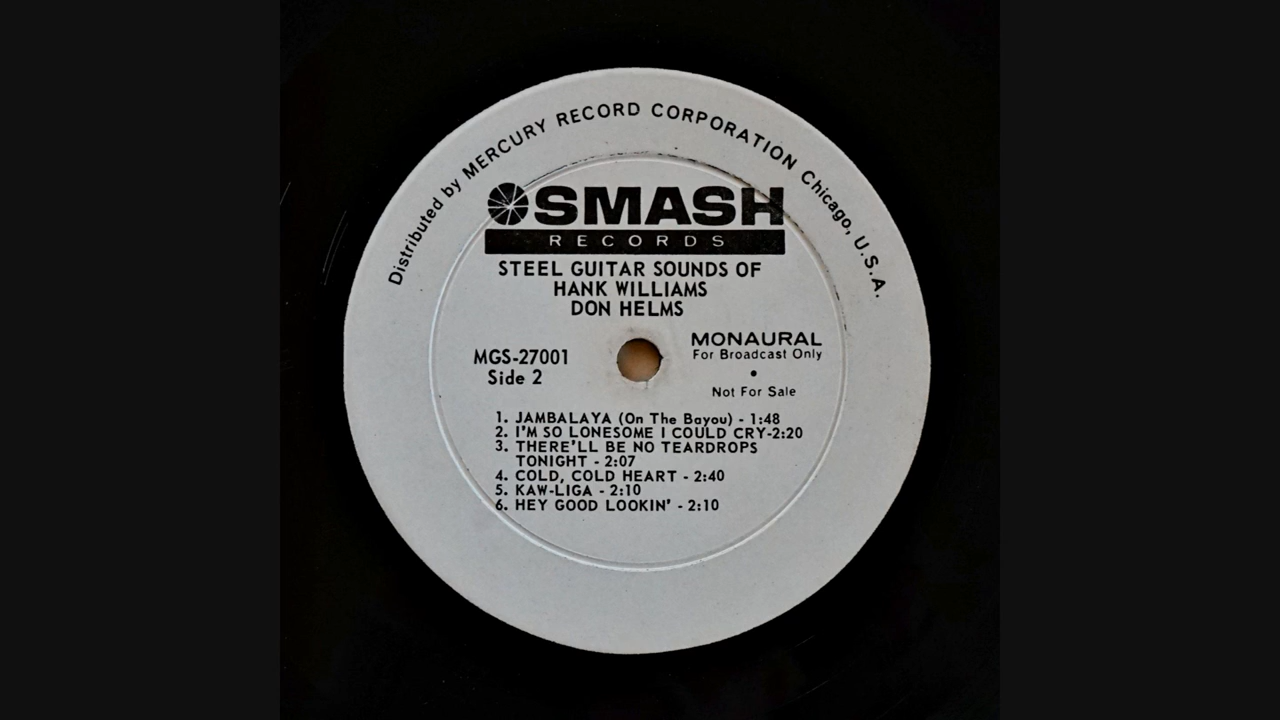 Distributed by MERCURY RECORD CORPORATION Chicago, U.S.A.
SMASH
RECORDS
STEEL GUITAR SOUNDS OF
HANK WILLIAMS
DON HELMS
MONAURAL
For Broadcast Only
•
Not For Sale
MGS-27001
Side 2
1. JAMBALAYA (On The Bayou) - 1:48
2. I'M SO LONESOME I COULD CRY-2:20
3. THERE'LL BE NO TEARDROPS
TONIGHT - 2:07
4. COLD, COLD HEART - 2:40
5. KAW-LIGA - 2:10
6. HEY GOOD LOOKIN' - 2:10